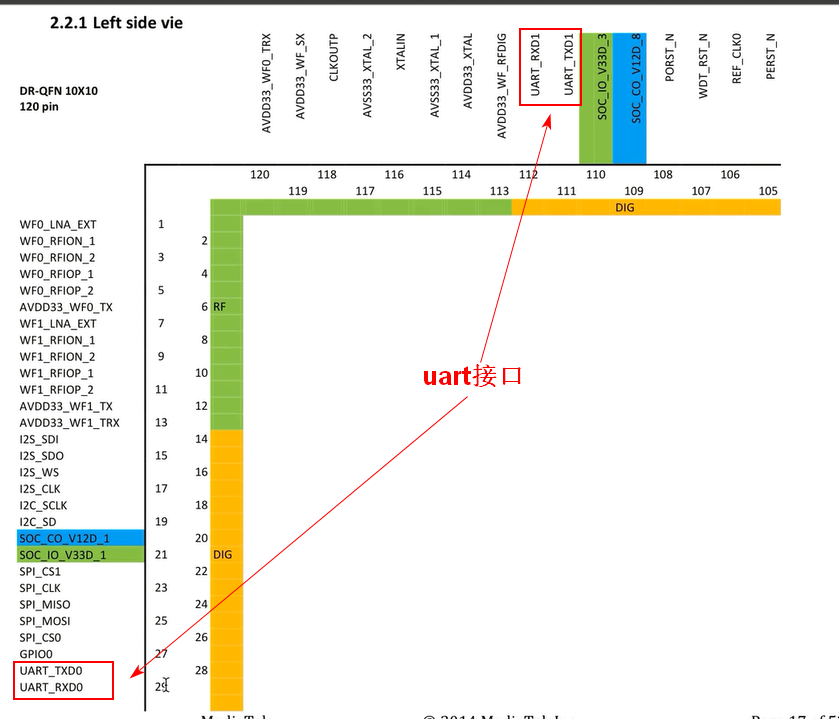 2.2.1 Left side vie
DR-QFN 10X10
120 pin
AVDD33_WF0_TRX
AVDD33_WF_SX
CLKOUTP
AVSS33_XTAL_2
XTALIN
AVSS33_XTAL_1
AVDD33_XTAL
AVDD33_WF_RFDIG
UART_RXD1
UART_TXD1
SOC_IO_V33D_3
SOC_CO_V12D_8
PORST_N
WDT_RST_N
REF_CLK0
PERST_N
120 118 116 114 112 110 108 106
119 117 115 113 111 109 107 105
DIG
WF0_LNA_EXT 1
WF0_RFION_1 2
WF0_RFION_2 3
WF0_RFIOP_1 4
WF0_RFIOP_2 5
AVDD33_WF0_TX 6 RF
WF1_LNA_EXT 7
WF1_RFION_1 8
WF1_RFION_2 9
WF1_RFIOP_1 10
WF1_RFIOP_2 11
AVDD33_WF1_TX 12
AVDD33_WF1_TRX 13
I2S_SDI 14
I2S_SDO 15
I2S_WS 16
I2S_CLK 17
I2C_SCLK 18
I2C_SD 19
SOC_CO_V12D_1 20
SOC_IO_V33D_1 21 DIG
SPI_CS1 22
SPI_CLK 23
SPI_MISO 24
SPI_MOSI 25
SPI_CS0 26
GPIO0 27
UART_TXD0 28
UART_RXD0 29
uart接口
© 2014 MediaTek Inc
Page 17 of